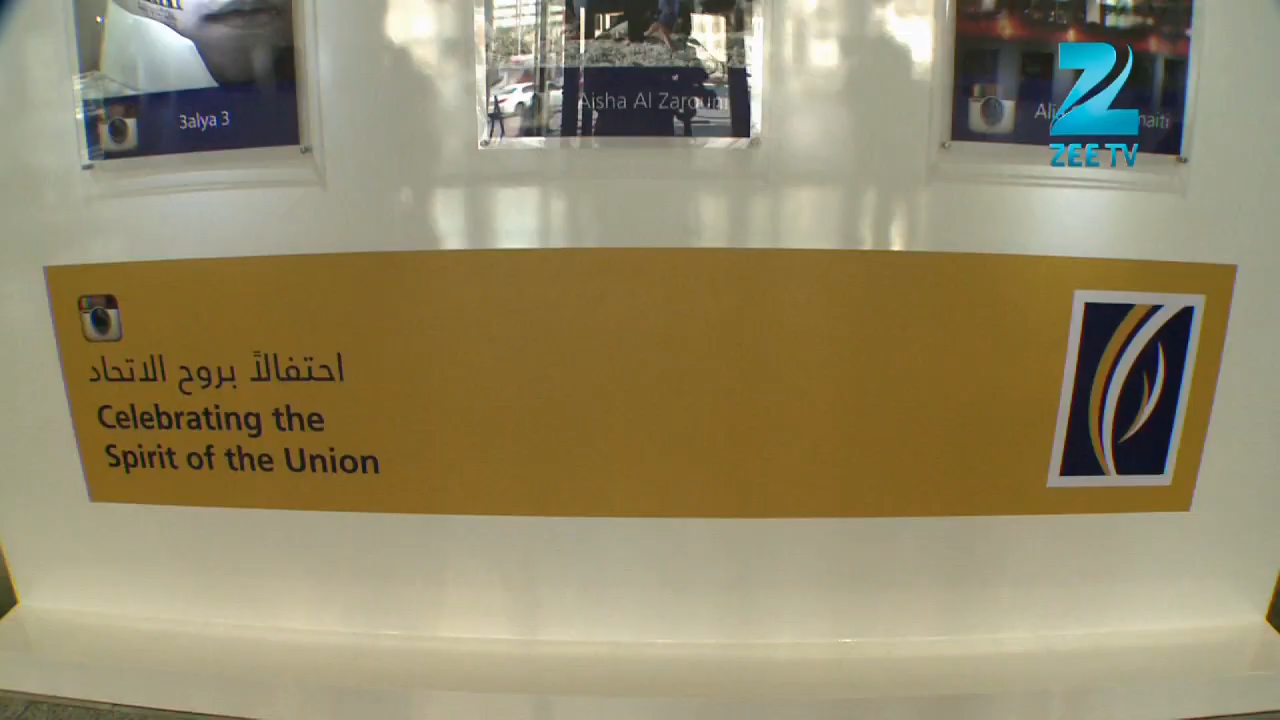 3alya 3
Aisha Al Zarouni
ZEE TV
احتفالاً بروح الاتحاد
Celebrating the
Spirit of the Union